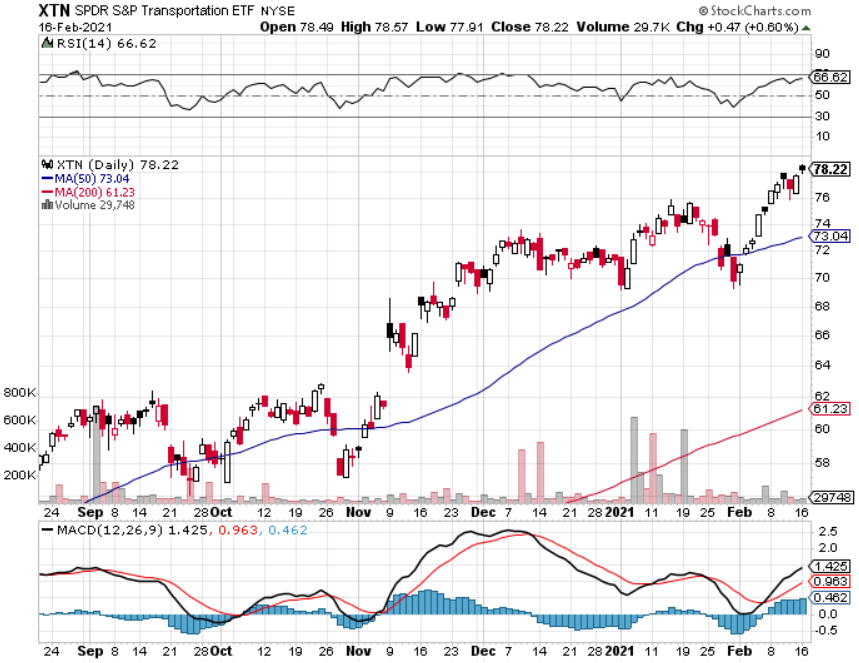 XTN SPDR S&P Transportation ETF NYSE © StockCharts.com
16-Feb-2021 Open 78.49 High 78.57 Low 77.91 Close 78.22 Volume 29.7K Chg +0.47 (+0.60%)
RSI(14) 66.62
90
66.62
50
30
10
XTN (Daily) 78.22
MA(50) 73.04
MA(200) 61.23
Volume 29,748
78.22
76
74
73.04
72
70
68
66
64
800K 62
61.23
600K 60
400K
58
200K
29748
24 Sep 8 14 21 28 Oct 12 19 26 Nov 9 16 23 Dec 7 14 21 28 2021 11 19 25 Feb 8 16
MACD(12,26,9) 1.425, 0.963, 0.462
2.5
2.0
1.425
0.963
0.462
0.0
-0.5
24 Sep 8 14 21 28 Oct 12 19 26 Nov 9 16 23 Dec 7 14 21 28 2021 11 19 25 Feb 8 16